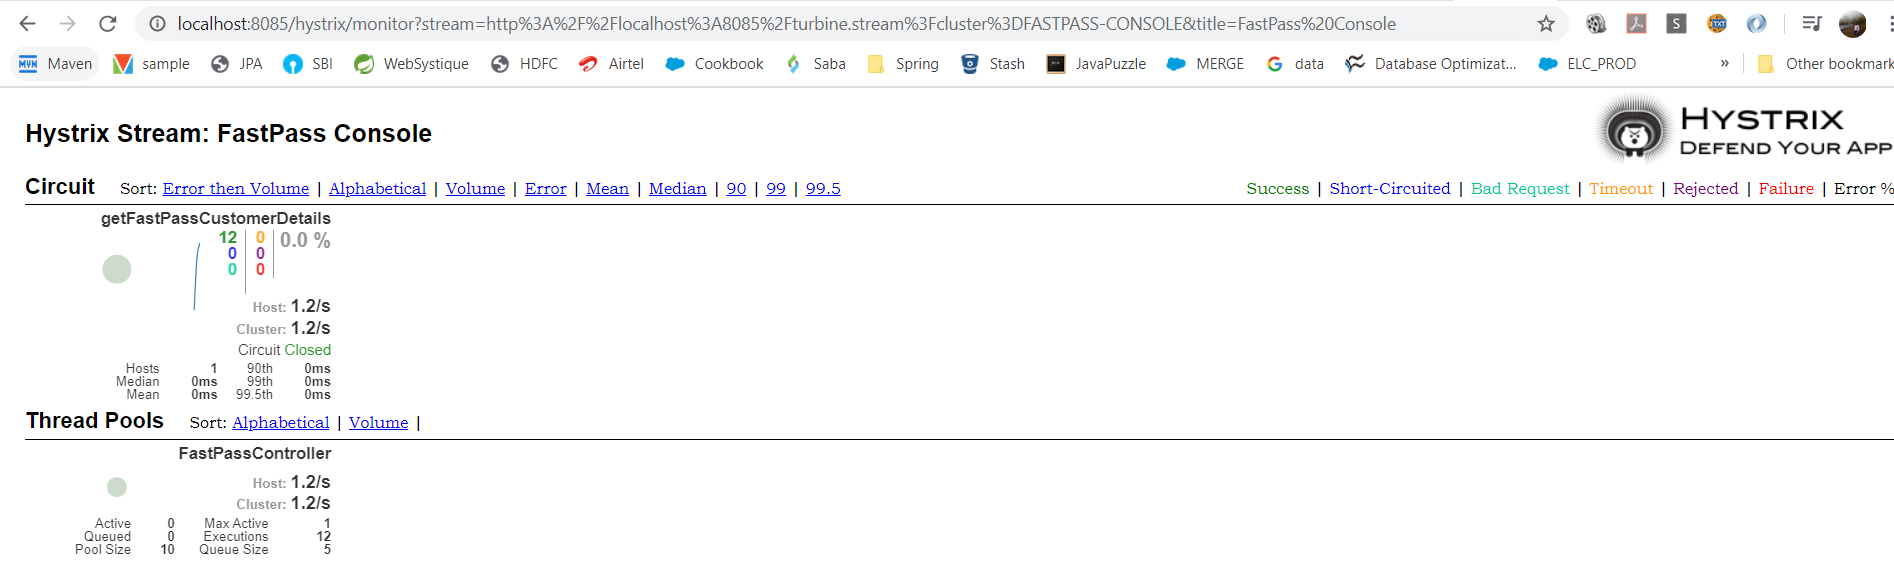 localhost:8085/hystrix/monitor?stream=http%3A%2F%2Flocalhost%3A8085%2Fturbine.stream%3Fcluster%3DFASTPASS-CONSOLE&title=FastPass%20Console
S
TXT
MVN Maven sample JPA SBI WebSystique HDFC Airtel Cookbook Saba Spring Stash JavaPuzzle MERGE data Database Optimizat... ELC_PROD » Other bookmark
Hystrix Stream: FastPass Console
HYSTRIX
DEFEND YOUR APP
Circuit Sort: Error then Volume | Alphabetical | Volume | Error | Mean | Median | 90 | 99 | 99.5 Success | Short-Circuited | Bad Request | Timeout | Rejected | Failure | Error %
getFastPassCustomerDetails
12 0 0.0 %
0 0
0 0
Host: 1.2/s
Cluster: 1.2/s
Circuit Closed
Hosts 1 90th 0ms
Median 0ms 99th 0ms
Mean 0ms 99.5th 0ms
Thread Pools Sort: Alphabetical | Volume |
FastPassController
Host: 1.2/s
Cluster: 1.2/s
Active 0 Max Active 1
Queued 0 Executions 12
Pool Size 10 Queue Size 5